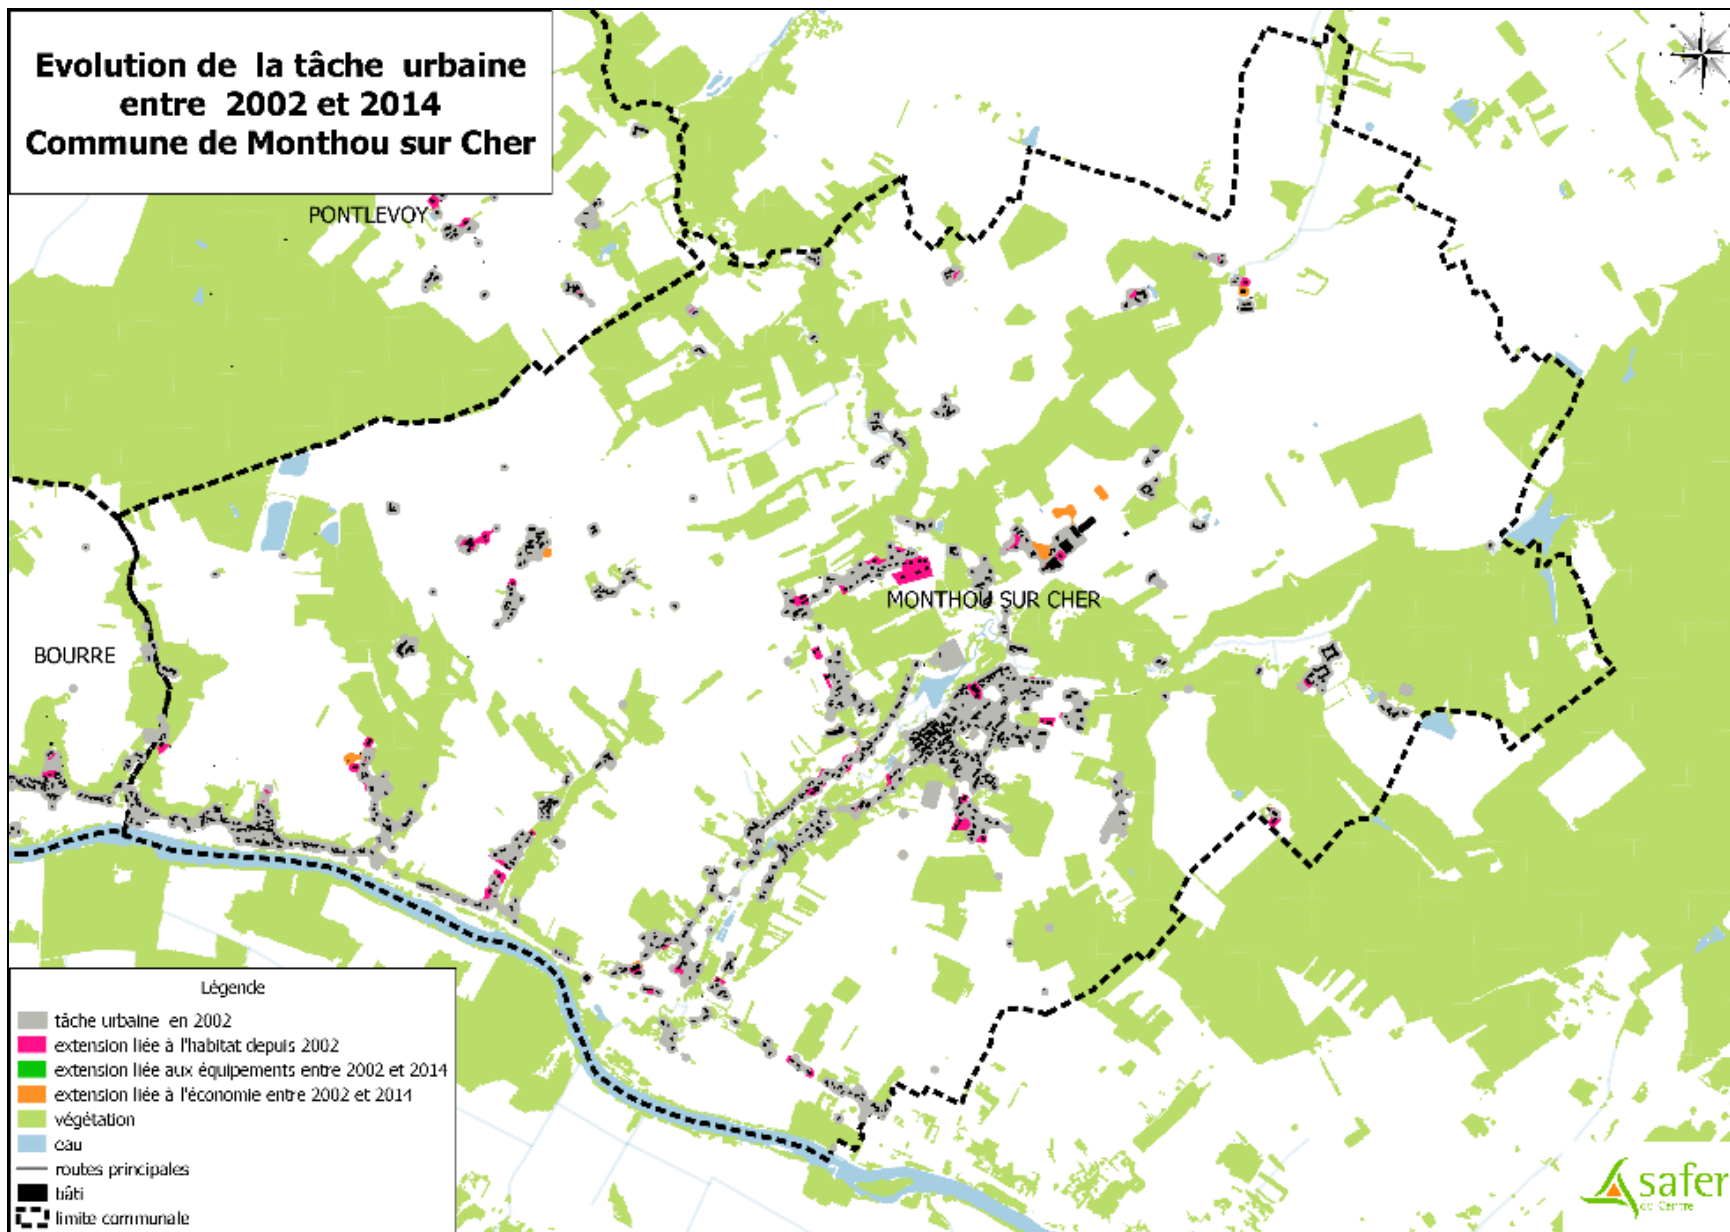 Evolution de la tâche urbaine
entre 2002 et 2014
Commune de Monthou sur Cher
PONTLEVOY
MONTHOU SUR CHER
BOURRE
Légende
tâche urbaine en 2002
extension liée à l'habitat depuis 2002
extension liée aux équipements entre 2002 et 2014
extension liée à l'économie entre 2002 et 2014
végétation
eau
routes principales
bâti
limite communale
safer
du Centre